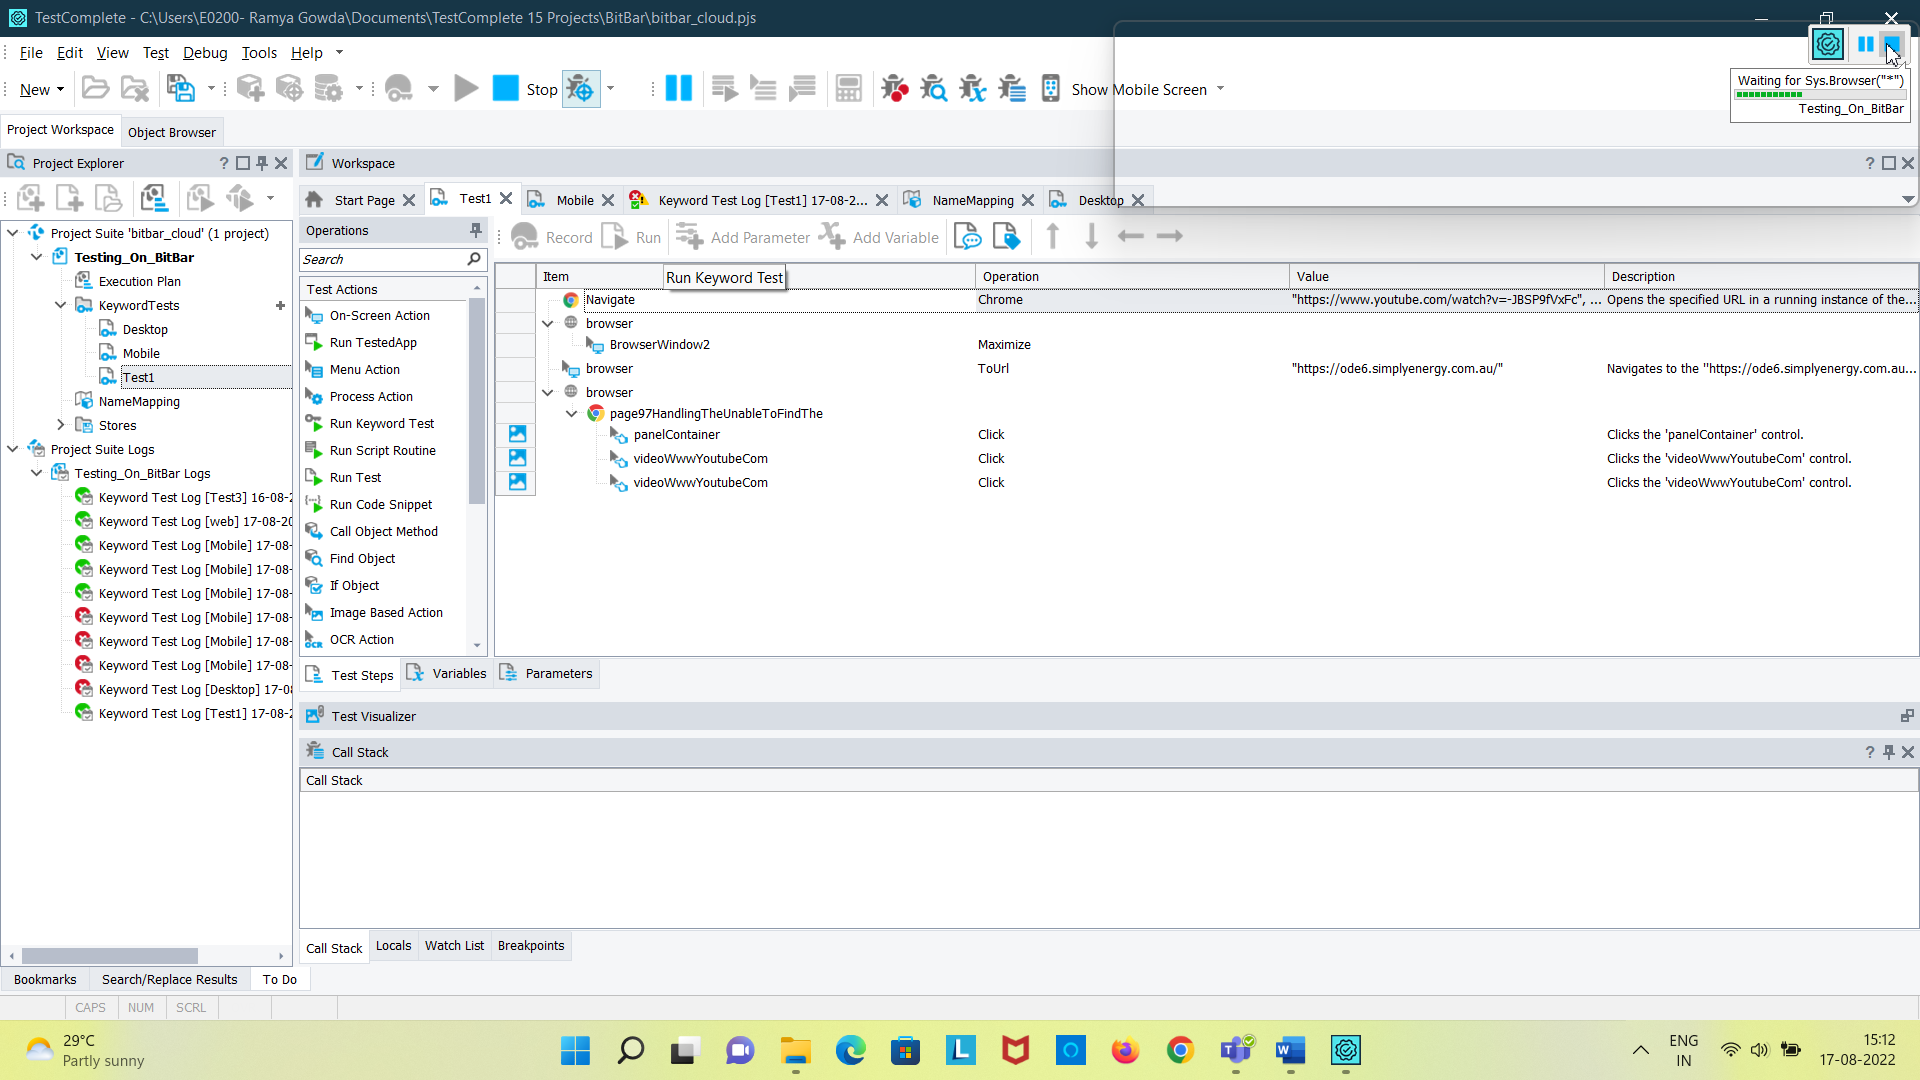 TestComplete - C:\Users\E0200- Ramya Gowda\Documents\TestComplete 15 Projects\BitBar\bitbar_cloud.pjs
File Edit View Test Debug Tools Help
New Stop Show Mobile Screen
Waiting for Sys.Browser("*")
Testing_On_BitBar
Project Workspace Object Browser
Project Explorer
Workspace
Start Page Test1 Mobile Keyword Test Log [Test1] 17-08-2... NameMapping Desktop
Project Suite 'bitbar_cloud' (1 project)
Testing_On_BitBar
Execution Plan
KeywordTests
Desktop
Mobile
Test1
NameMapping
Stores
Project Suite Logs
Testing_On_BitBar Logs
Keyword Test Log [Test3] 16-08-2
Keyword Test Log [web] 17-08-20
Keyword Test Log [Mobile] 17-08-
Keyword Test Log [Mobile] 17-08-
Keyword Test Log [Mobile] 17-08-
Keyword Test Log [Mobile] 17-08-
Keyword Test Log [Mobile] 17-08-
Keyword Test Log [Mobile] 17-08-
Keyword Test Log [Desktop] 17-08
Keyword Test Log [Test1] 17-08-2
Operations
Search
Test Actions
On-Screen Action
Run TestedApp
Menu Action
Process Action
Run Keyword Test
Run Script Routine
Run Test
Run Code Snippet
Call Object Method
Find Object
If Object
Image Based Action
OCR Action
Record Run Add Parameter Add Variable
Item Run Keyword Test Operation Value Description
Navigate Chrome "https://www.youtube.com/watch?v=-JBSP9fVxFc", ... Opens the specified URL in a running instance of the...
browser
BrowserWindow2 Maximize
browser ToUrl "https://ode6.simplyenergy.com.au/" Navigates to the "https://ode6.simplyenergy.com.au...
browser
page97HandlingTheUnableToFindThe
panelContainer Click Clicks the 'panelContainer' control.
videoWwwYoutubeCom Click Clicks the 'videoWwwYoutubeCom' control.
videoWwwYoutubeCom Click Clicks the 'videoWwwYoutubeCom' control.
Test Steps Variables Parameters
Test Visualizer
Call Stack
Call Stack
Call Stack Locals Watch List Breakpoints
Bookmarks Search/Replace Results To Do
CAPS NUM SCRL
29°C
Partly sunny
ENG
IN
15:12
17-08-2022